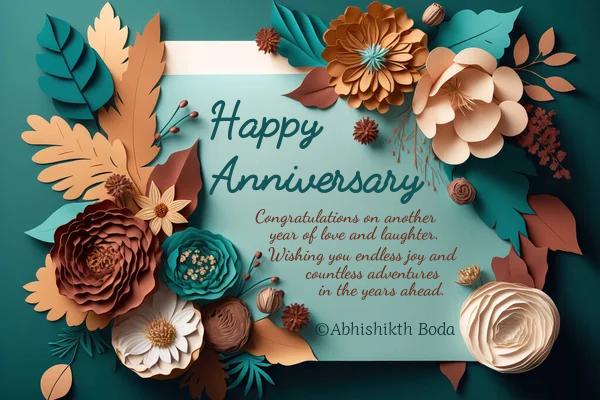 Happy
Anniversary
Congratulations on another
year of love and laughter.
Wishing you endless joy and
countless adventures
in the years ahead.
©Abhishikth Boda